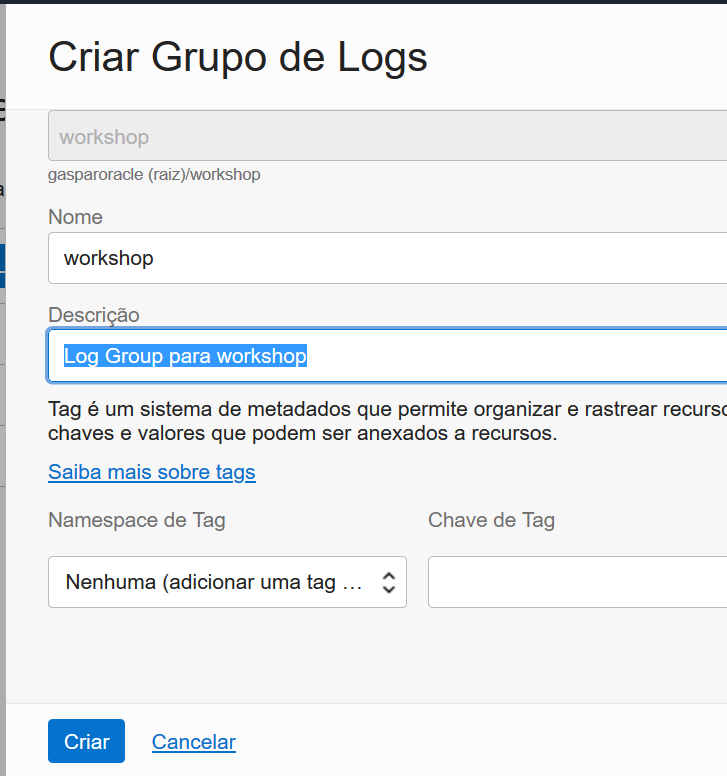 Criar Grupo de Logs
workshop
gasparoracle (raiz)/workshop
Nome
workshop
Descrição
Log Group para workshop
Tag é um sistema de metadados que permite organizar e rastrear
chaves e valores que podem ser anexados a recursos.
Saiba mais sobre tags
Namespace de Tag
Chave de Tag
Nenhuma (adicionar uma tag ...
Criar
Cancelar